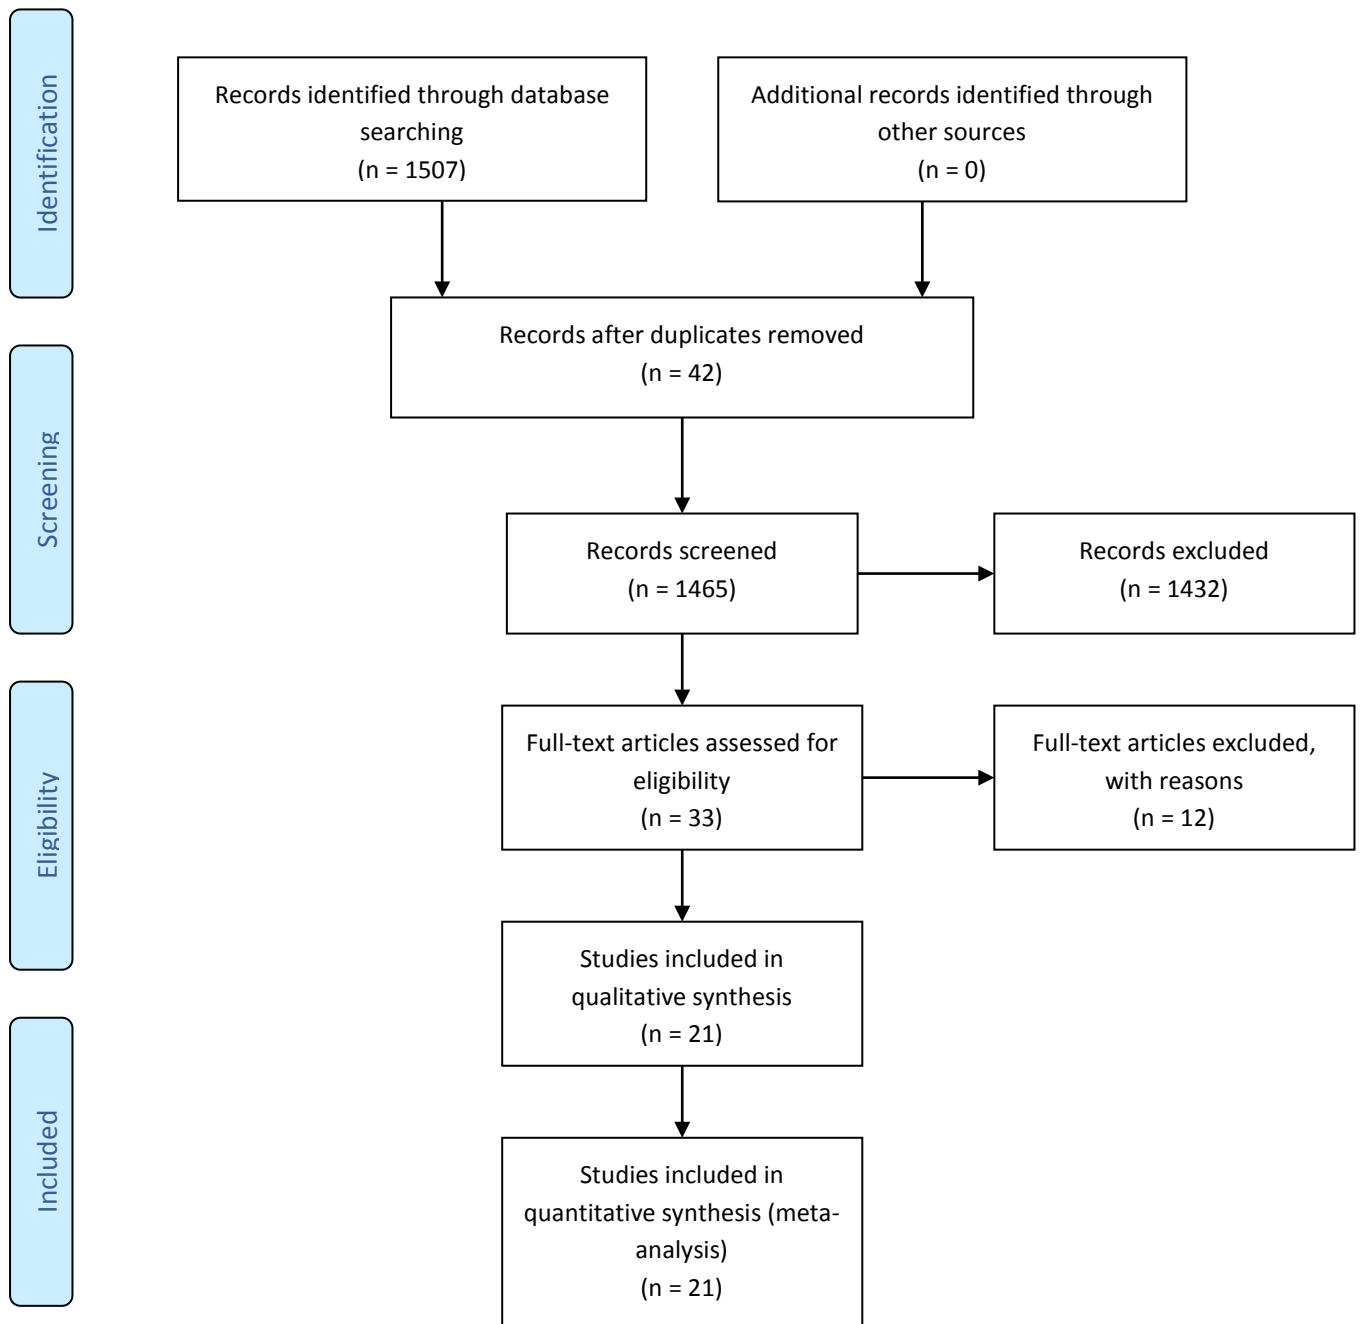 Identification
Records identified through database
searching
(n = 1507)
Additional records identified through
other sources
(n = 0)
Records after duplicates removed
(n = 42)
Screening
Records screened
(n = 1465)
Records excluded
(n = 1432)
Eligibility
Full-text articles assessed for
eligibility
(n = 33)
Full-text articles excluded,
with reasons
(n = 12)
Studies included in
qualitative synthesis
(n = 21)
Included
Studies included in
quantitative synthesis (meta-
analysis)
(n = 21)